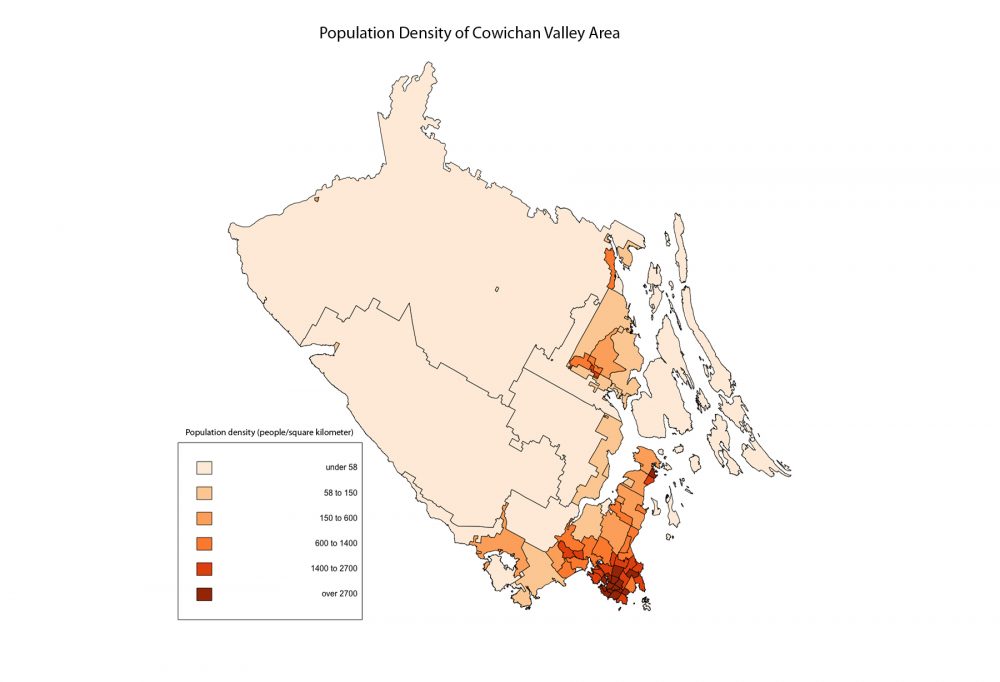 Population Density of Cowichan Valley Area
Population density (people/square kilometer)
under 58
58 to 150
150 to 600
600 to 1400
1400 to 2700
over 2700